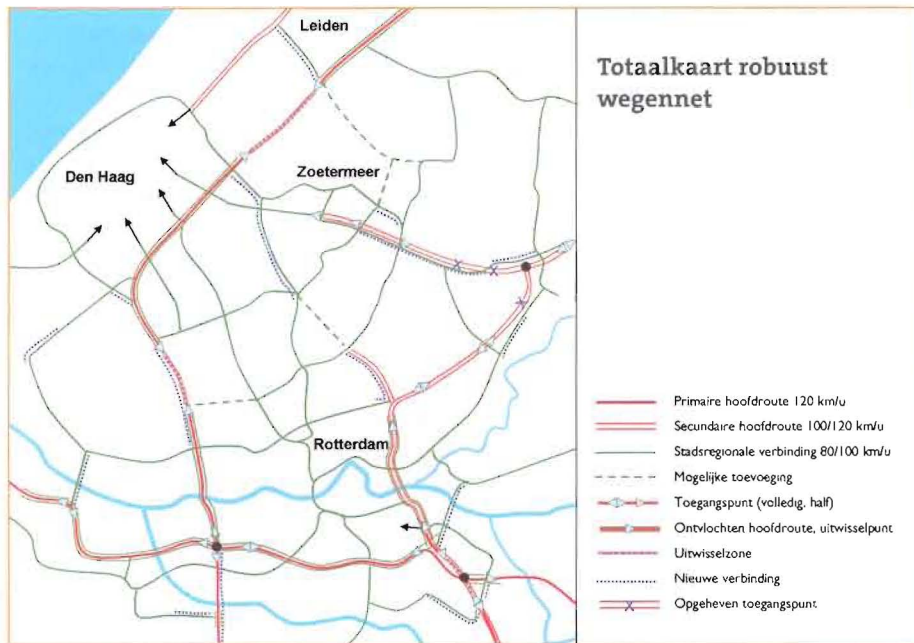 Leiden
Den Haag
Zoetermeer
Rotterdam
Totaalkaart robuust
wegennet
Primaire hoofdroute 120 km/u
Secundaire hoofdroute 100/120 km/u
Stadsregionale verbinding 80/100 km/u
Mogelijke toevoeging
Toegangspunt (volledig, half)
Ontvlochten hoofdroute, uitwisselpunt
Uitwisselzone
Nieuwe verbinding
Opgeheven toegangspunt